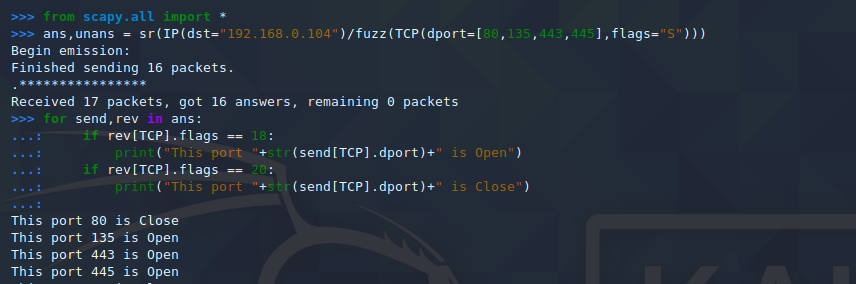 >>> from scapy.all import *
>>> ans,unans = sr(IP(dst="192.168.0.104")/fuzz(TCP(dport=[80,135,443,445],flags="S")))
Begin emission:
Finished sending 16 packets.
.****************
Received 17 packets, got 16 answers, remaining 0 packets
>>> for send,rev in ans:
...:     if rev[TCP].flags == 18:
...:         print("This port "+str(send[TCP].dport)+" is Open")
...:     if rev[TCP].flags == 20:
...:         print("This port "+str(send[TCP].dport)+" is Close")
...:
This port 80 is Close
This port 135 is Open
This port 443 is Open
This port 445 is Open